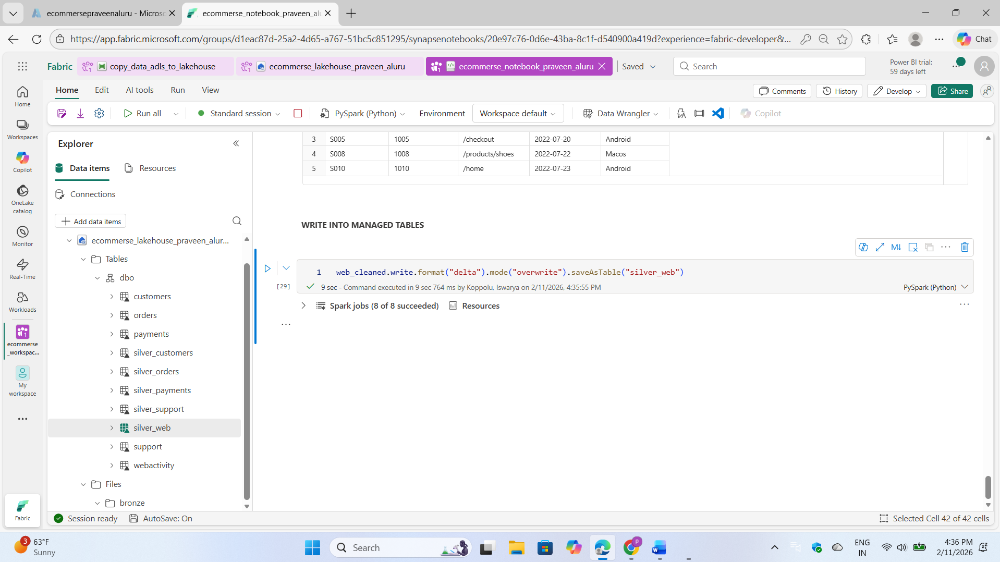 ecommersepraveenaluru - Microso
ecommerse_notebook_praveen_alu
https://app.fabric.microsoft.com/groups/d1eac87d-25a2-4d65-a767-51bc5c851295/synapsenotebooks/20e97c76-0d6e-43ba-8c1f-d540900a419d?experience=fabric-developer&...
Chat
Fabric
copy_data_adls_to_lakehouse
ecommerse_lakehouse_praveen_aluru
ecommerse_notebook_praveen_aluru
Saved
Search
Power BI trial:
59 days left
Home
Edit
AI tools
Run
View
Comments
History
Develop
Share
Run all
Standard session
PySpark (Python)
Environment
Workspace default
Data Wrangler
Copilot
Home
Workspaces
Copilot
OneLake
catalog
Monitor
Real-Time
Workloads
ecommerse
_workspac...
My
workspace
Fabric
Explorer
Data items
Resources
Connections
Add data items
ecommerse_lakehouse_praveen_alur...
Tables
dbo
customers
orders
payments
silver_customers
silver_orders
silver_payments
silver_support
silver_web
support
webactivity
Files
bronze
3 S005 1005 /checkout 2022-07-20 Android
4 S008 1008 /products/shoes 2022-07-22 Macos
5 S010 1010 /home 2022-07-23 Android
WRITE INTO MANAGED TABLES
M↓
1 web_cleaned.write.format("delta").mode("overwrite").saveAsTable("silver_web")
[29]
9 sec - Command executed in 9 sec 764 ms by Koppolu, Iswarya on 2/11/2026, 4:35:55 PM
PySpark (Python)
Spark jobs (8 of 8 succeeded)
Resources
Session ready
AutoSave: On
Selected Cell 42 of 42 cells
3
63°F
Sunny
Search
P
ENG
IN
4:36 PM
2/11/2026